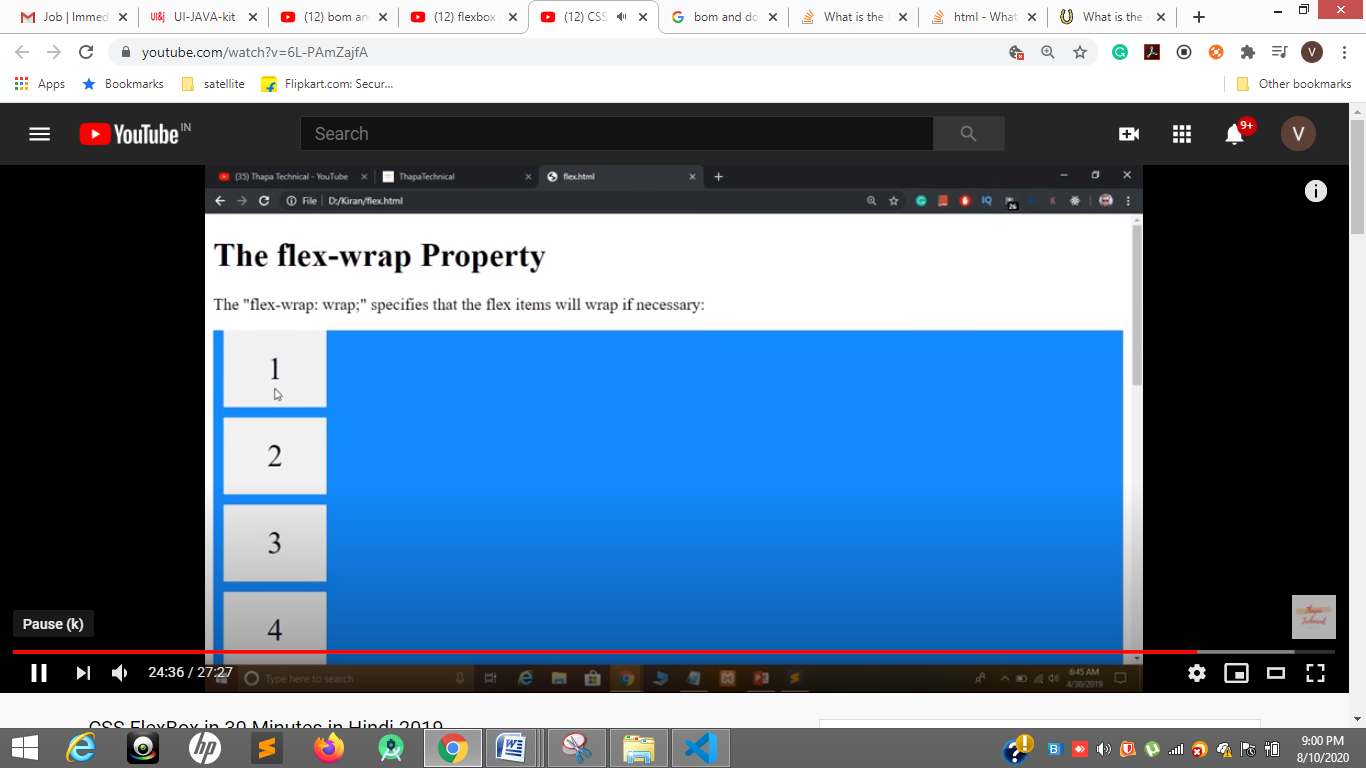 Job | Immed
UI-JAVA-kit
(12) bom an
(12) flexbox
(12) CSS
bom and do
What is the
html - What
What is the
youtube.com/watch?v=6L-PAmZajfA
V
Apps
Bookmarks
satellite
Flipkart.com: Secur...
Other bookmarks
YouTube IN
Search
9+
V
(35) Thapa Technical - YouTube
ThapaTechnical
flex.html
File | D:/Kiran/flex.html
IQ
26
K
The flex-wrap Property
The "flex-wrap: wrap;" specifies that the flex items will wrap if necessary:
1
2
3
4
Pause (k)
Thapa
Technical
24:36 / 27:27
Type here to search
6:45 AM
4/30/2019
CSS FlexBox in 30 Minutes in Hindi 2019
9:00 PM
8/10/2020